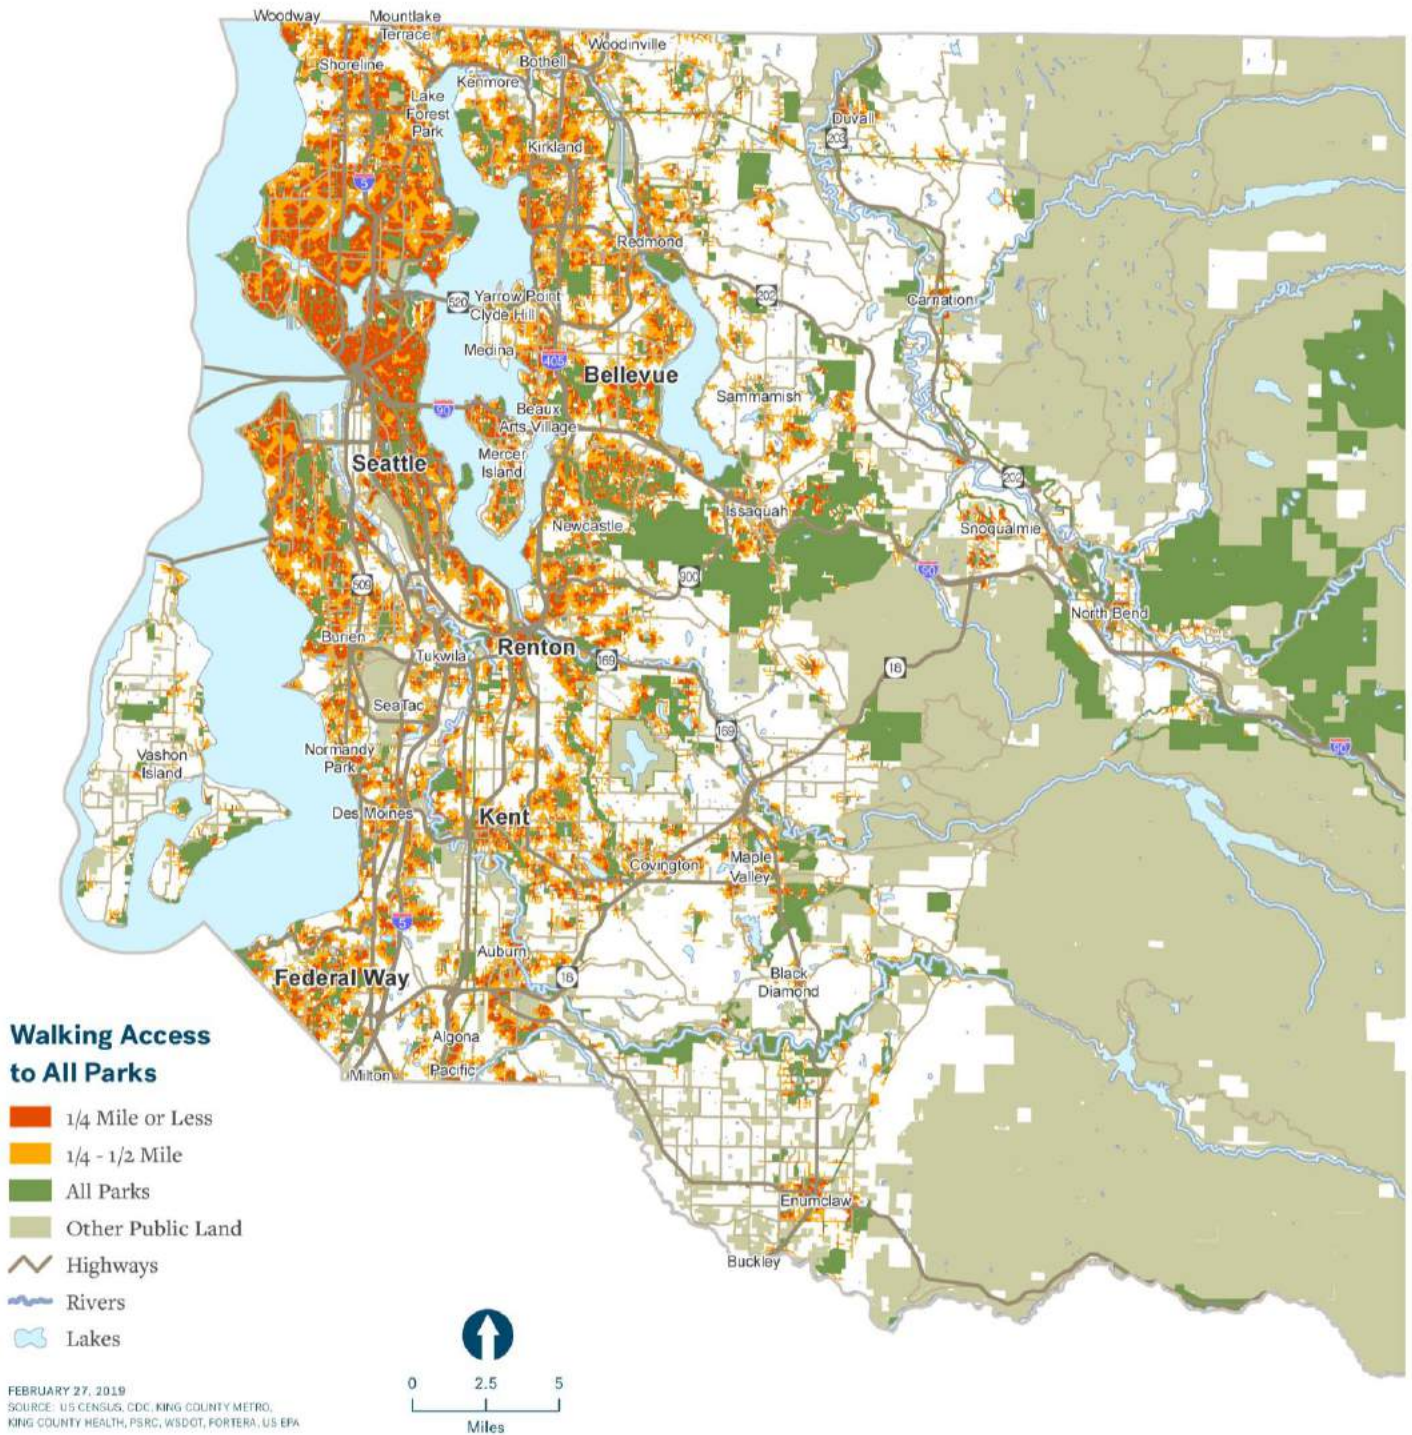 Woodway
Mountlake
Terrace
Woodinville
Shoreline
Bothell
Kenmore
Lake
Forest
Park
Duvall
203
Kirkland
5
Redmond
520
Yarrow Point
Clyde Hill
202
Carnation
Medina
405
Bellevue
Sammamish
90
Beaux
Arts Village
Seattle
Mercer
Island
202
Issaquah
Newcastle
Snoqualmie
90
900
509
North Bend
Burien
Renton
Tukwila
169
18
SeaTac
169
Normandy
Park
90
Vashon
Island
Des Moines
Kent
Covington
Maple
Valley
5
Auburn
Federal Way
18
Black
Diamond
Algona
Milton
Pacific
Enumclaw
Buckley
Walking Access
to All Parks
1/4 Mile or Less
1/4 - 1/2 Mile
All Parks
Other Public Land
Highways
Rivers
Lakes
FEBRUARY 27, 2019
SOURCE: US CENSUS, CDC, KING COUNTY METRO,
KING COUNTY HEALTH, PSRC, WSDOT, FORTERA, US EPA
0 2.5 5
Miles